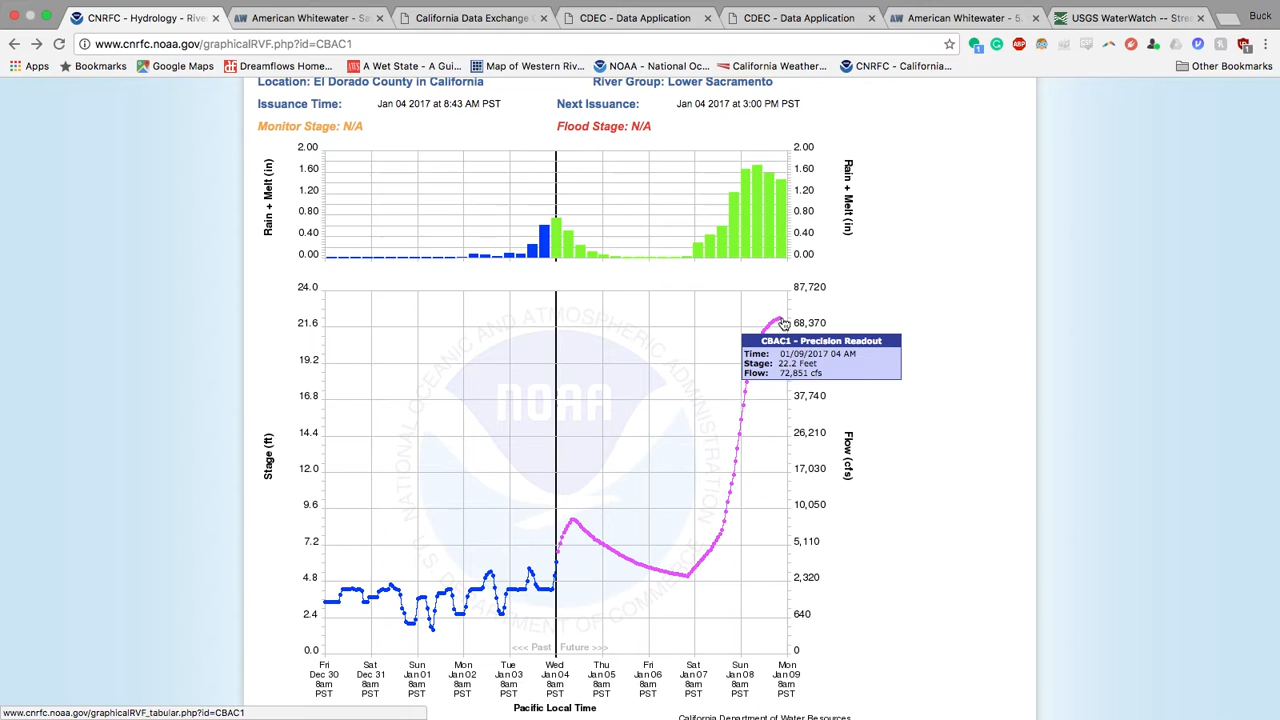 CNRFC - Hydrology - Rive
American Whitewater -
California Data Exchange C
CDEC - Data Application
CDEC - Data Application
American Whitewater - 5.
USGS WaterWatch -- Stre
Buck
www.cnrfc.noaa.gov/graphicalRVF.php?id=CBAC1
Apps
Bookmarks
Google Maps
Dreamflows Home...
A Wet State - A Gui...
Map of Western Riv...
NOAA - National Oc...
California Weather...
CNRFC - California...
Other Bookmarks
Location: El Dorado County in California
River Group: Lower Sacramento
Issuance Time: Jan 04 2017 at 8:43 AM PST
Next Issuance: Jan 04 2017 at 3:00 PM PST
Monitor Stage: N/A
Flood Stage: N/A
Rain + Melt (in)
2.00
1.60
1.20
0.80
0.40
0.00
2.00
1.60
1.20
0.80
0.40
0.00
Rain + Melt (in)
Stage (ft)
24.0
21.6
19.2
16.8
14.4
12.0
9.6
7.2
4.8
2.4
0.0
87,720
68,370
37,740
26,210
17,030
10,050
5,110
2,320
640
0
Flow (cfs)
NATIONAL OCEANIC AND ATMOSPHERIC ADMINISTRATION
NOAA
U.S. DEPARTMENT OF COMMERCE
CBAC1 - Precision Readout
Time: 01/09/2017 04 AM
Stage: 22.2 Feet
Flow: 72,851 cfs
<<< Past Future >>>
Fri Sat Sun Mon Tue Wed Thu Fri Sat Sun Mon
Dec 30 Dec 31 Jan 01 Jan 02 Jan 03 Jan 04 Jan 05 Jan 06 Jan 07 Jan 08 Jan 09
8am 8am 8am 8am 8am 8am 8am 8am 8am 8am 8am
PST PST PST PST PST PST PST PST PST PST PST
Pacific Local Time
www.cnrfc.noaa.gov/graphicalRVF_tabular.php?id=CBAC1
California Department of Water Resources